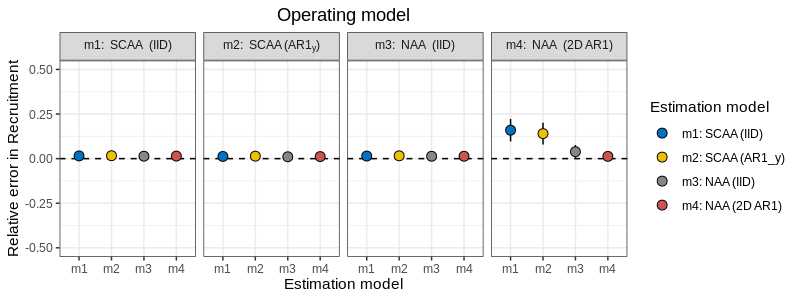 Operating model
m1: SCAA (IID) m2: SCAA (AR1y) m3: NAA (IID) m4: NAA (2D AR1)
Relative error in Recruitment
0.50
0.25
0.00
-0.25
-0.50
m1 m2 m3 m4 m1 m2 m3 m4 m1 m2 m3 m4 m1 m2 m3 m4
Estimation model
Estimation model
m1: SCAA (IID)
m2: SCAA (AR1_y)
m3: NAA (IID)
m4: NAA (2D AR1)